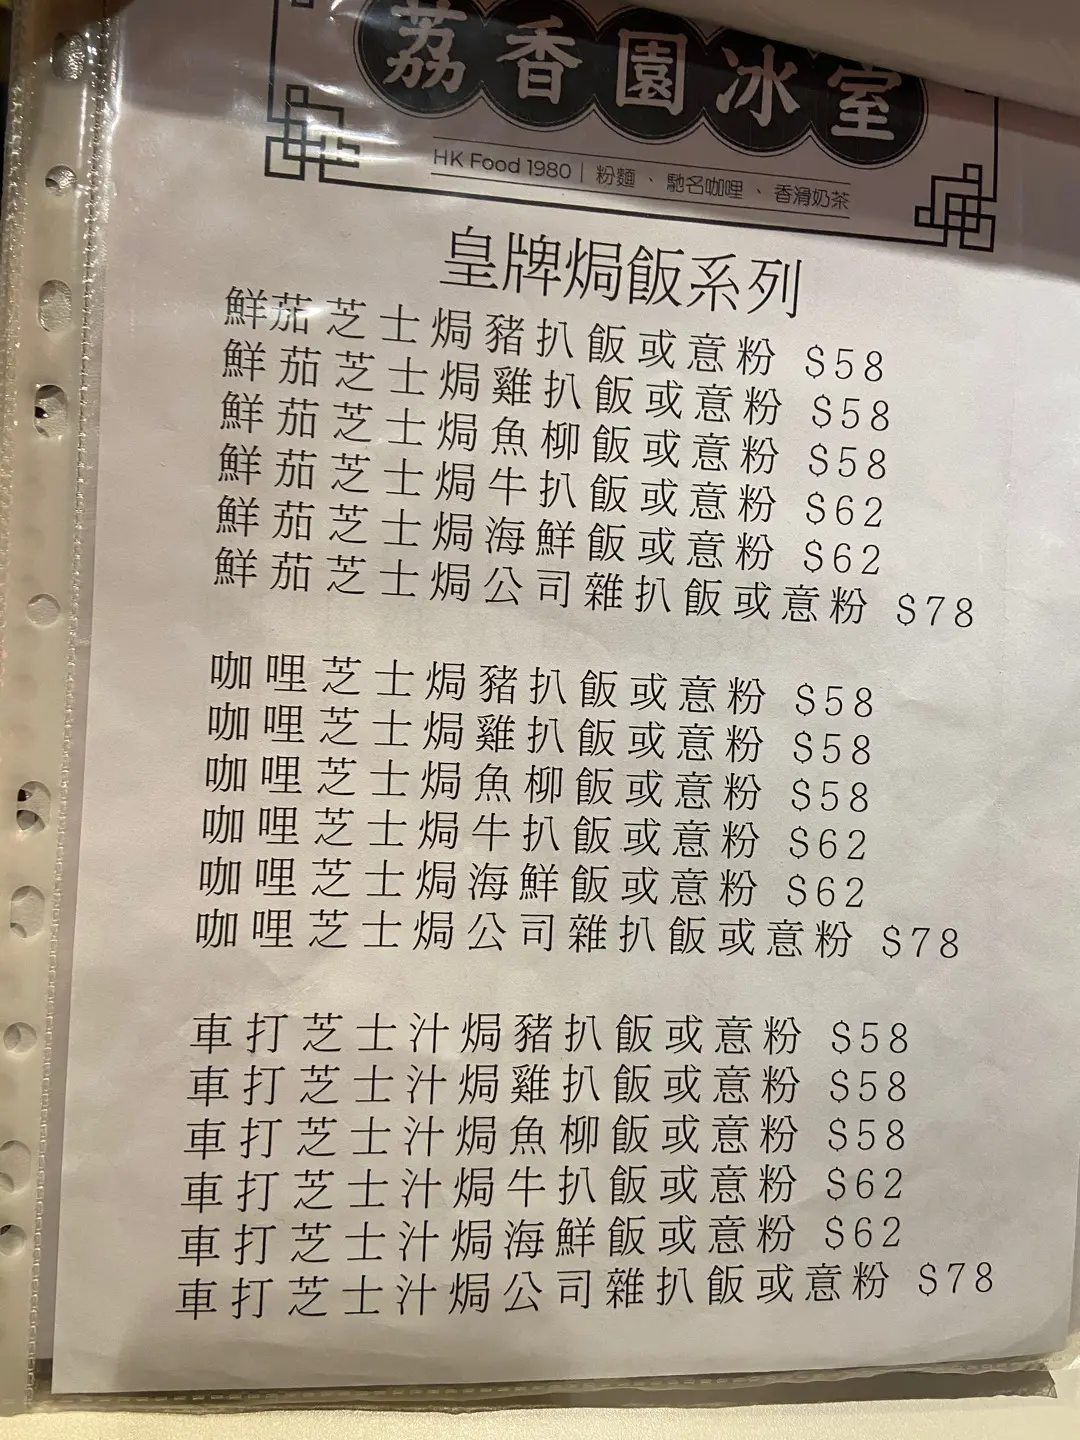 荔香園冰室
HK Food 1980 | 粉麵、馳名咖哩、香滑奶茶
皇牌焗飯系列
鮮茄芝士焗豬扒飯或意粉 $58
鮮茄芝士焗雞扒飯或意粉 $58
鮮茄芝士焗魚柳飯或意粉 $58
鮮茄芝士焗牛扒飯或意粉 $62
鮮茄芝士焗海鮮飯或意粉 $62
鮮茄芝士焗公司雜扒飯或意粉 $78
咖哩芝士焗豬扒飯或意粉 $58
咖哩芝士焗雞扒飯或意粉 $58
咖哩芝士焗魚柳飯或意粉 $58
咖哩芝士焗牛扒飯或意粉 $62
咖哩芝士焗海鮮飯或意粉 $62
咖哩芝士焗公司雜扒飯或意粉 $78
車打芝士汁焗豬扒飯或意粉 $58
車打芝士汁焗雞扒飯或意粉 $58
車打芝士汁焗魚柳飯或意粉 $58
車打芝士汁焗牛扒飯或意粉 $62
車打芝士汁焗海鮮飯或意粉 $62
車打芝士汁焗公司雜扒飯或意粉 $78